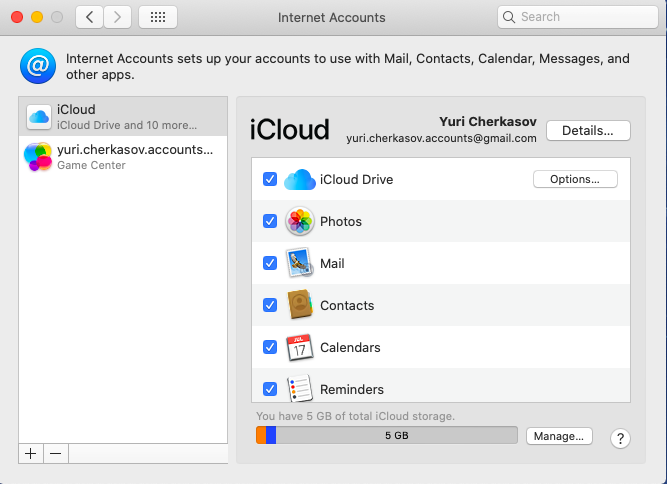 Internet Accounts
Search
Internet Accounts sets up your accounts to use with Mail, Contacts, Calendar, Messages, and
other apps.
iCloud
iCloud Drive and 10 more...
yuri.cherkasov.accounts...
Game Center
iCloud
Yuri Cherkasov
yuri.cherkasov.accounts@gmail.com
Details...
iCloud Drive
Options...
Photos
Mail
Contacts
JUL
17
Calendars
Reminders
You have 5 GB of total iCloud storage.
5 GB
Manage...
?